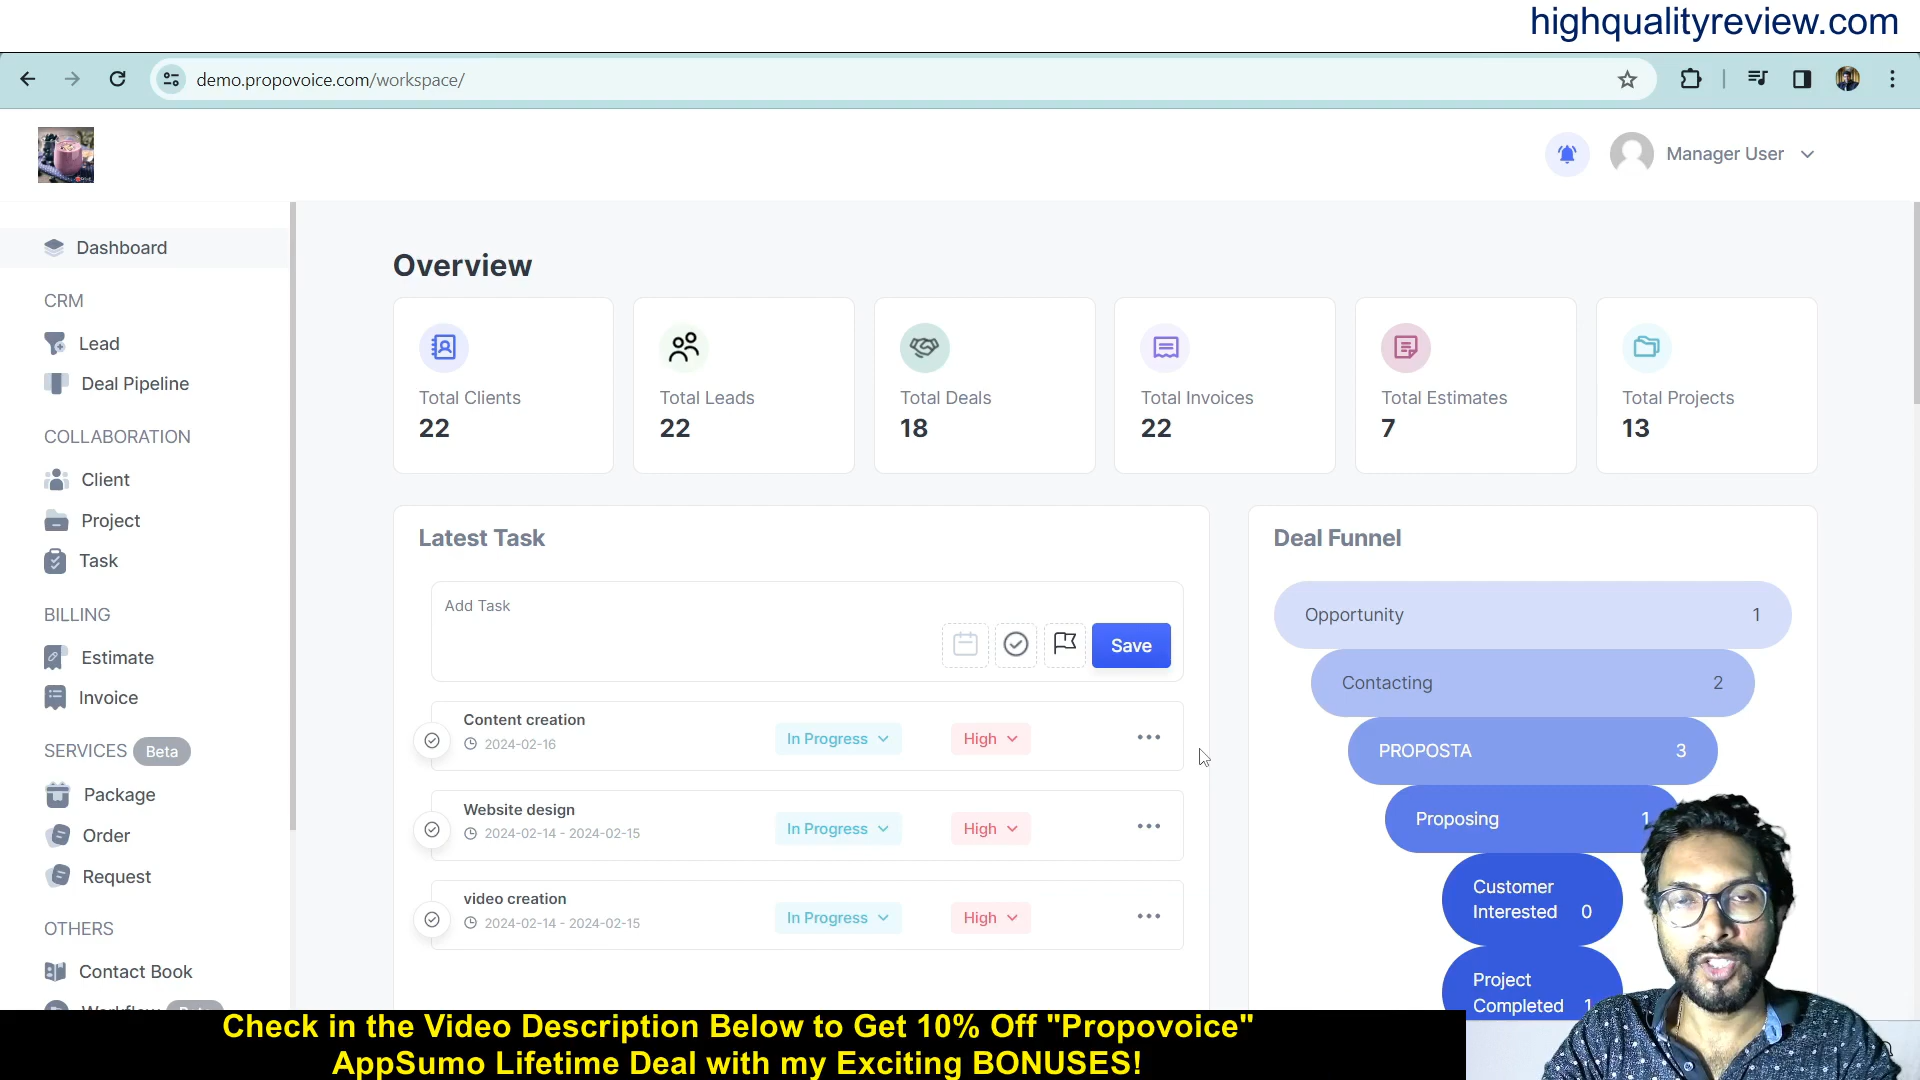 highqualityreview.com
demo.propovoice.com/workspace/
Manager User
Dashboard
CRM
Lead
Deal Pipeline
COLLABORATION
Client
Project
Task
BILLING
Estimate
Invoice
SERVICES Beta
Package
Order
Request
OTHERS
Contact Book
Overview
Total Clients
22
Total Leads
22
Total Deals
18
Total Invoices
22
Total Estimates
7
Total Projects
13
Latest Task
Add Task
Save
Content creation
2024-02-16
In Progress
High
Website design
2024-02-14 - 2024-02-15
In Progress
High
video creation
2024-02-14 - 2024-02-15
In Progress
High
Deal Funnel
Opportunity 1
Contacting 2
PROPOSTA 3
Proposing 1
Customer
Interested 0
Project
Completed 1
Check in the Video Description Below to Get 10% Off "Propovoice"
AppSumo Lifetime Deal with my Exciting BONUSES!